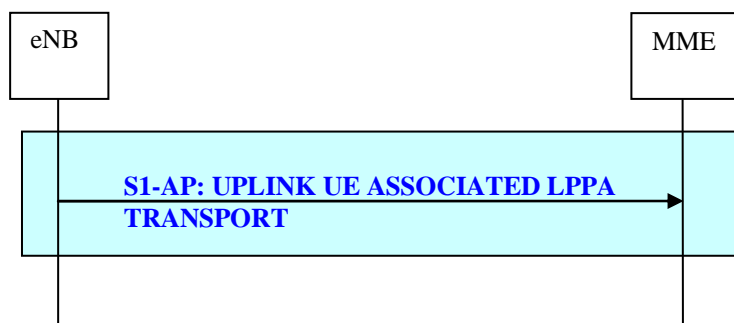 eNB
MME
S1-AP: UPLINK UE ASSOCIATED LPPA
TRANSPORT